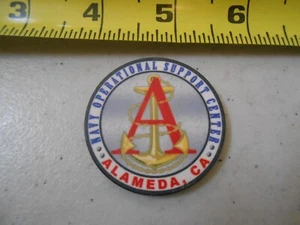 3 4 5 6
NAVY OPERATIONAL SUPPORT CENTER
A
ALAMEDA, CA